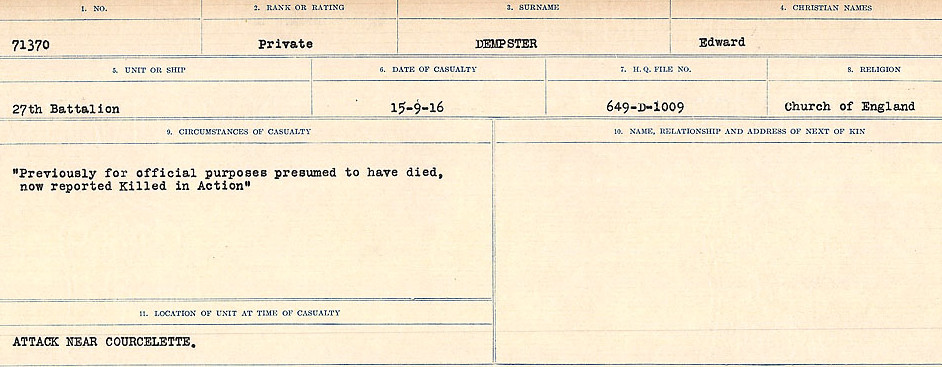 1. NO.
2. RANK OR RATING
3. SURNAME
4. CHRISTIAN NAMES
71370
Private
DEMPSTER
Edward
5. UNIT OR SHIP
6. DATE OF CASUALTY
7. H.Q. FILE NO.
8. RELIGION
27th Battalion
15-9-16
649-D-1009
Church of England
9. CIRCUMSTANCES OF CASUALTY
10. NAME, RELATIONSHIP AND ADDRESS OF NEXT OF KIN
"Previously for official purposes presumed to have died,
now reported Killed in Action"
11. LOCATION OF UNIT AT TIME OF CASUALTY
ATTACK NEAR COURCELETTE.